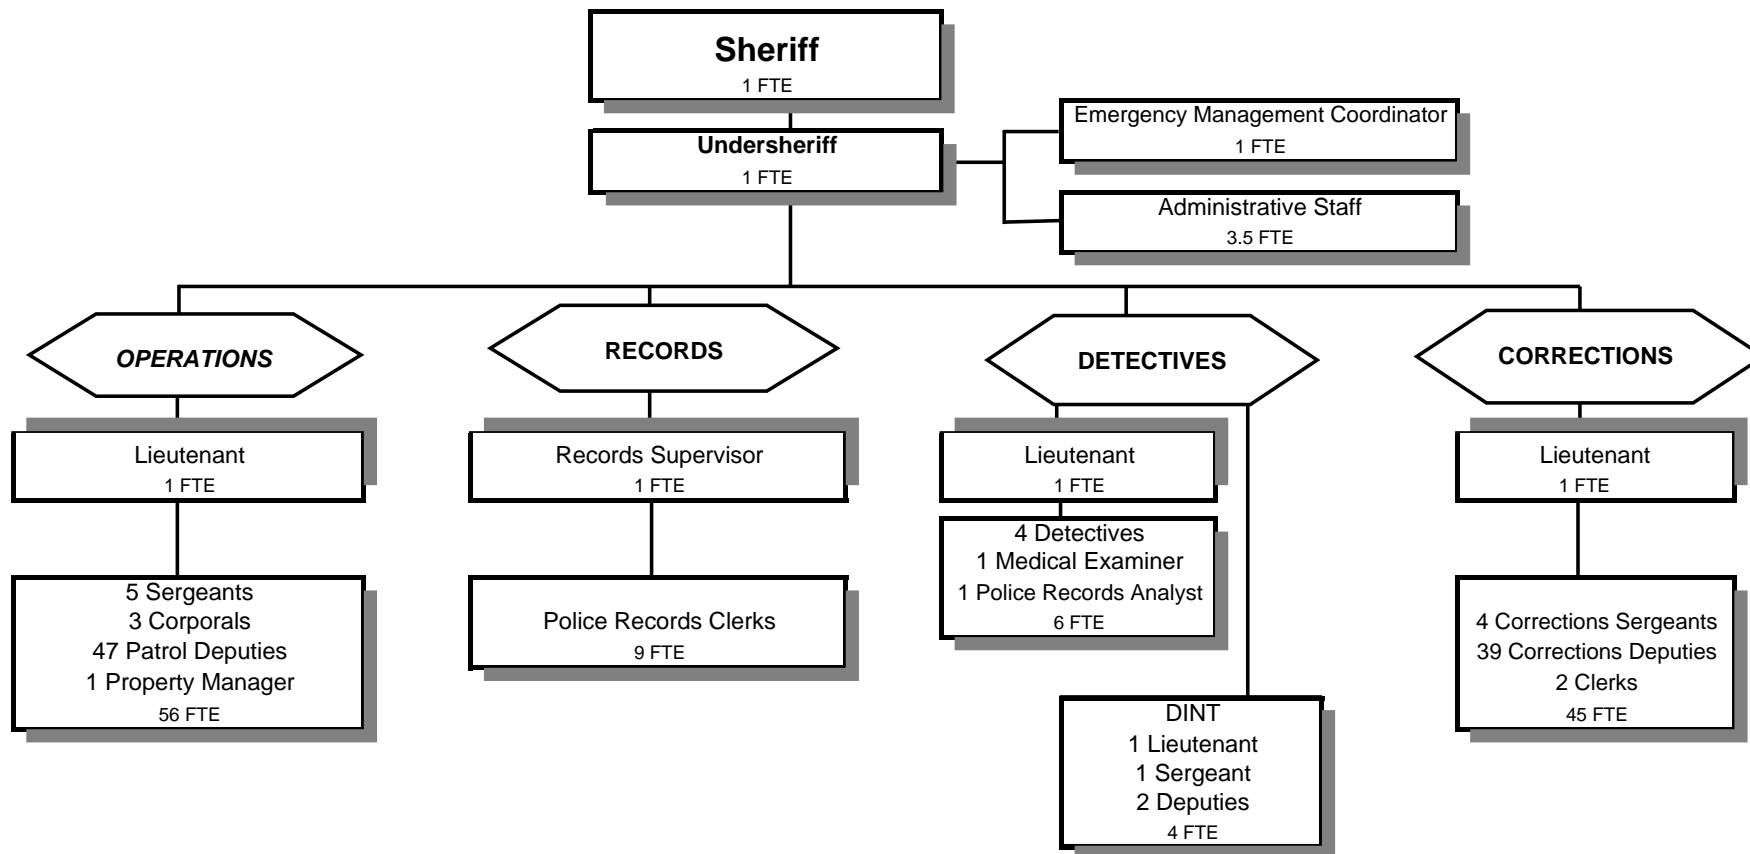 Sheriff
1 FTE
Undersheriff
1 FTE
Emergency Management Coordinator
1 FTE
Administrative Staff
3.5 FTE
OPERATIONS
Lieutenant
1 FTE
5 Sergeants
3 Corporals
47 Patrol Deputies
1 Property Manager
56 FTE
RECORDS
Records Supervisor
1 FTE
Police Records Clerks
9 FTE
DETECTIVES
Lieutenant
1 FTE
4 Detectives
1 Medical Examiner
1 Police Records Analyst
6 FTE
DINT
1 Lieutenant
1 Sergeant
2 Deputies
4 FTE
CORRECTIONS
Lieutenant
1 FTE
4 Corrections Sergeants
39 Corrections Deputies
2 Clerks
45 FTE